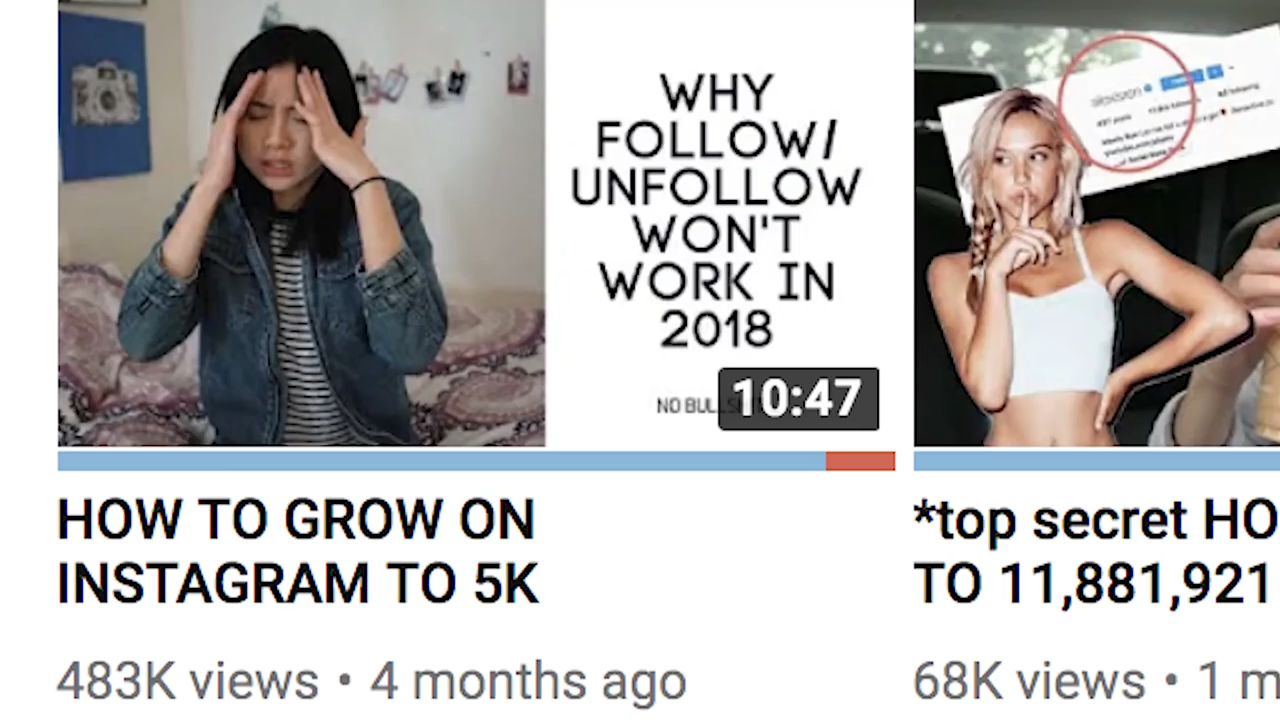 WHY
FOLLOW/
UNFOLLOW
WON'T
WORK IN
2018
NO
10:47
HOW TO GROW ON
INSTAGRAM TO 5K
483K views • 4 months ago
*top secret HO
TO 11,881,921
68K views • 1 m